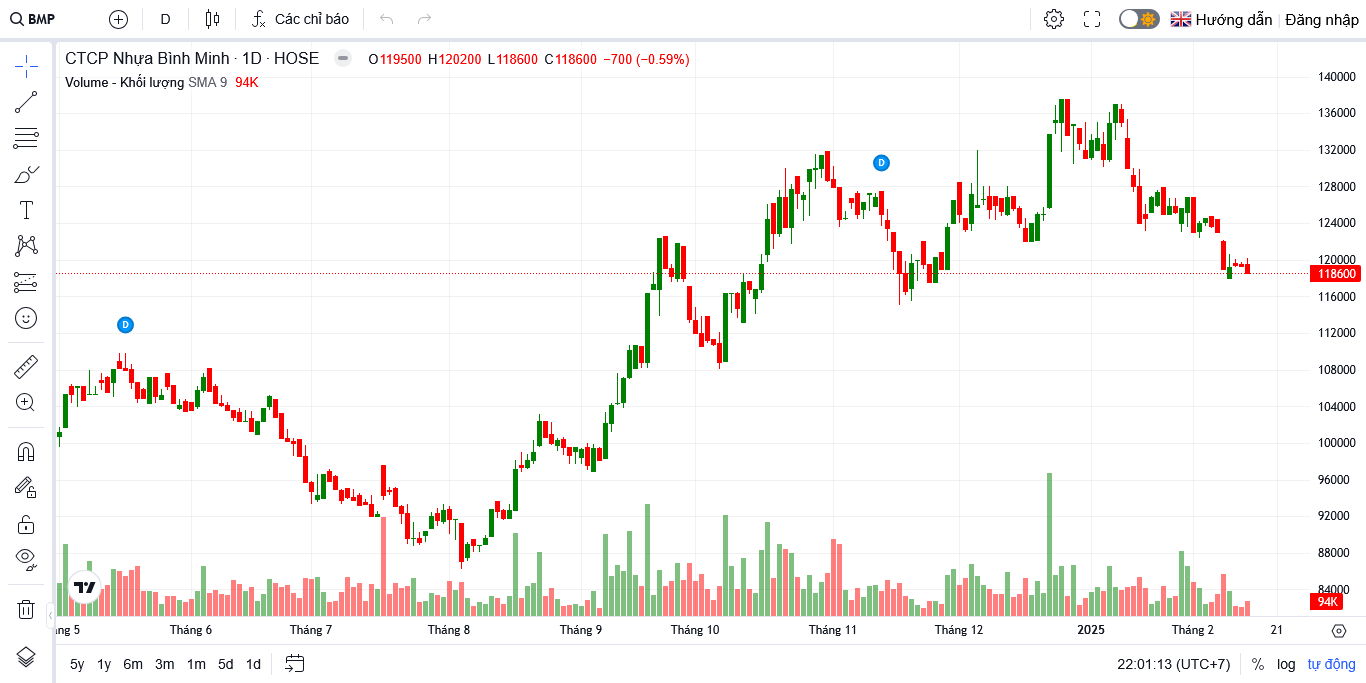 BMP D Các chỉ báo Hướng dẫn Đăng nhập
CTCP Nhựa Bình Minh · 1D · HOSE O119500 H120200 L118600 C118600 −700 (−0.59%)
Volume - Khối lượng SMA 9 94K
140000
136000
132000
D
128000
124000
120000
118600
116000
D
112000
108000
104000
100000
96000
92000
88000
84000
94K
ng 5 Tháng 6 Tháng 7 Tháng 8 Tháng 9 Tháng 10 Tháng 11 Tháng 12 2025 Tháng 2 21
5y 1y 6m 3m 1m 5d 1d 22:01:13 (UTC+7) % log tự động